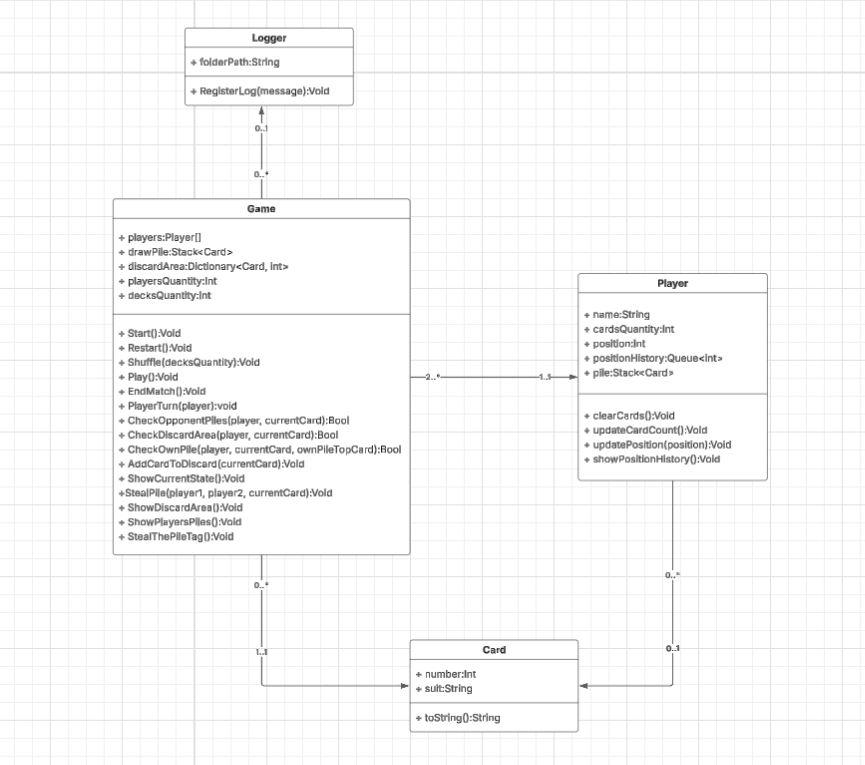 Logger
+ folderPath:String
+ RegisterLog(message):Void
0..1
0..*
Game
+ players:Player[]
+ drawPile:Stack<Card>
+ discardArea:Dictionary<Card, int>
+ playersQuantity:Int
+ decksQuantity:Int
+ Start():Void
+ Restart():Void
+ Shuffle(decksQuantity):Void
+ Play():Void
+ EndMatch():Void
+ PlayerTurn(player):void
+ CheckOpponentPiles(player, currentCard):Bool
+ CheckDiscardArea(player, currentCard):Bool
+ CheckOwnPile(player, currentCard, ownPileTopCard):Bool
+ AddCardToDiscard(currentCard):Void
+ ShowCurrentState():Void
+StealPile(player1, player2, currentCard):Void
+ ShowDiscardArea():Void
+ ShowPlayersPiles():Void
+ StealThePileTag():Void
2..*
1..1
Player
+ name:String
+ cardsQuantity:Int
+ position:Int
+ positionHistory:Queue<int>
+ pile:Stack<Card>
+ clearCards():Void
+ updateCardCount():Void
+ updatePosition(position):Void
+ showPositionHistory():Void
0..*
1..1
0..*
0..1
Card
+ number:Int
+ suit:String
+ toString():String